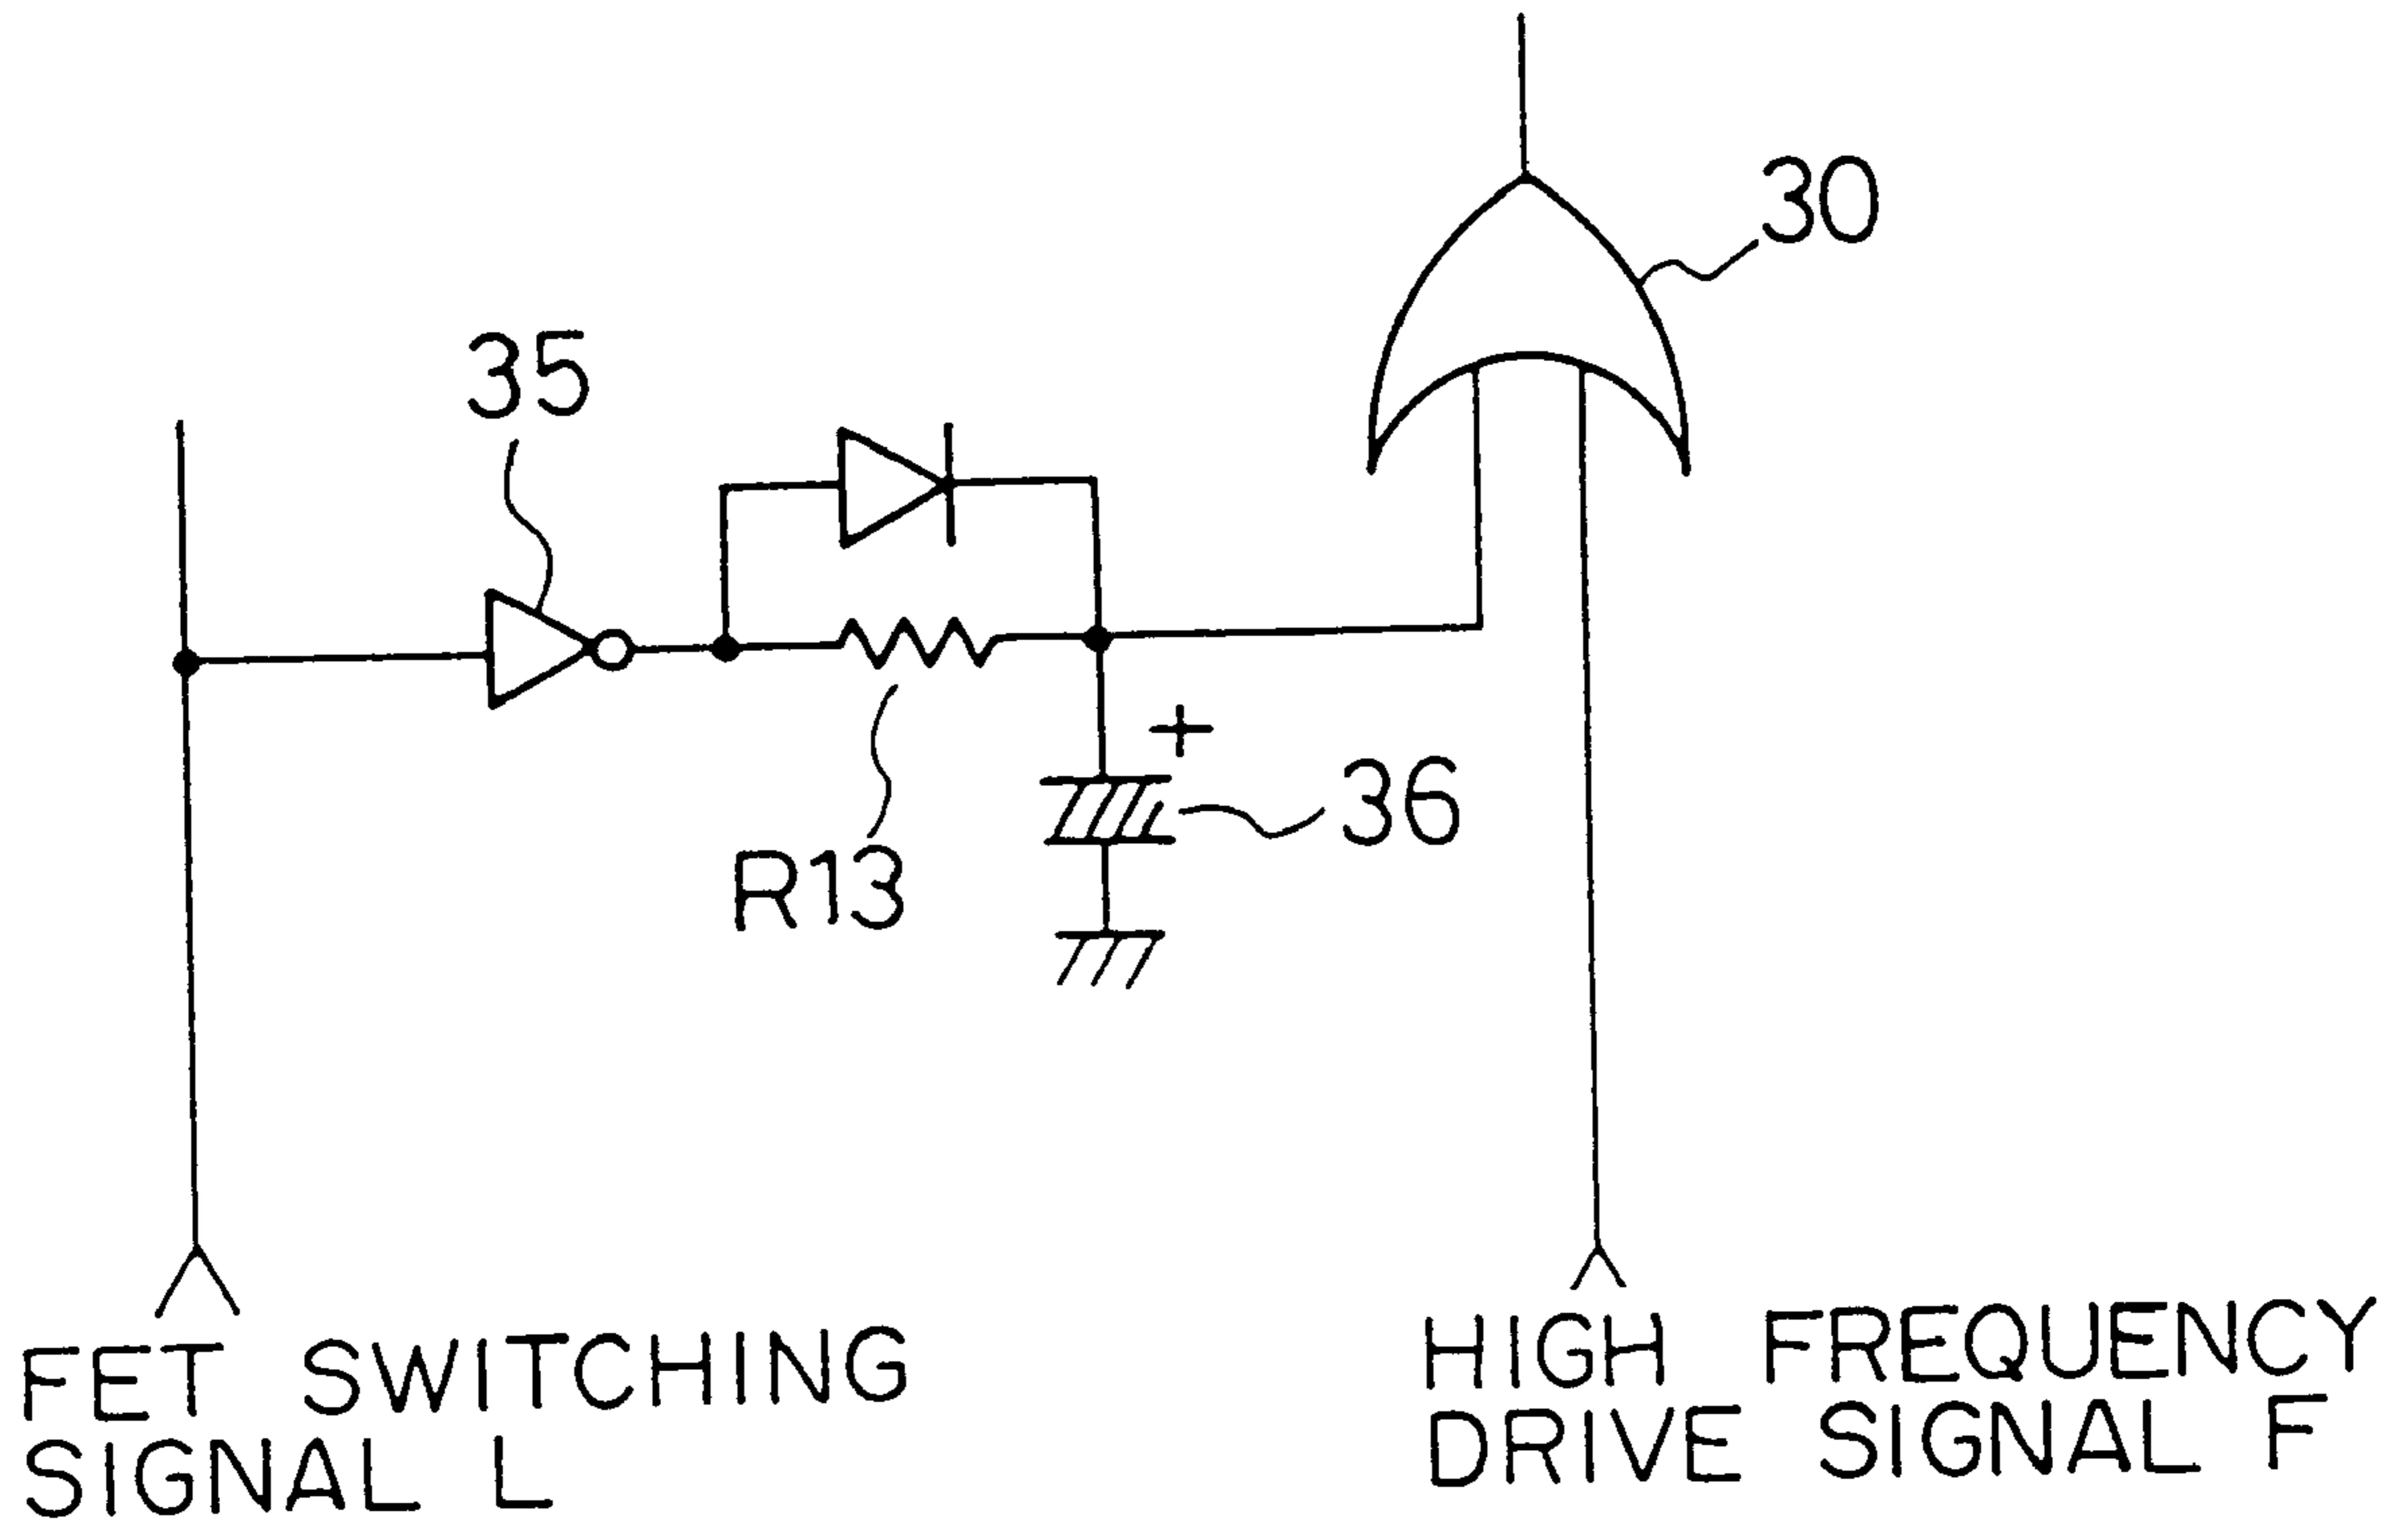 30
35
+
36
R13
FET SWITCHING
SIGNAL L
HIGH FREQUENCY
DRIVE SIGNAL F